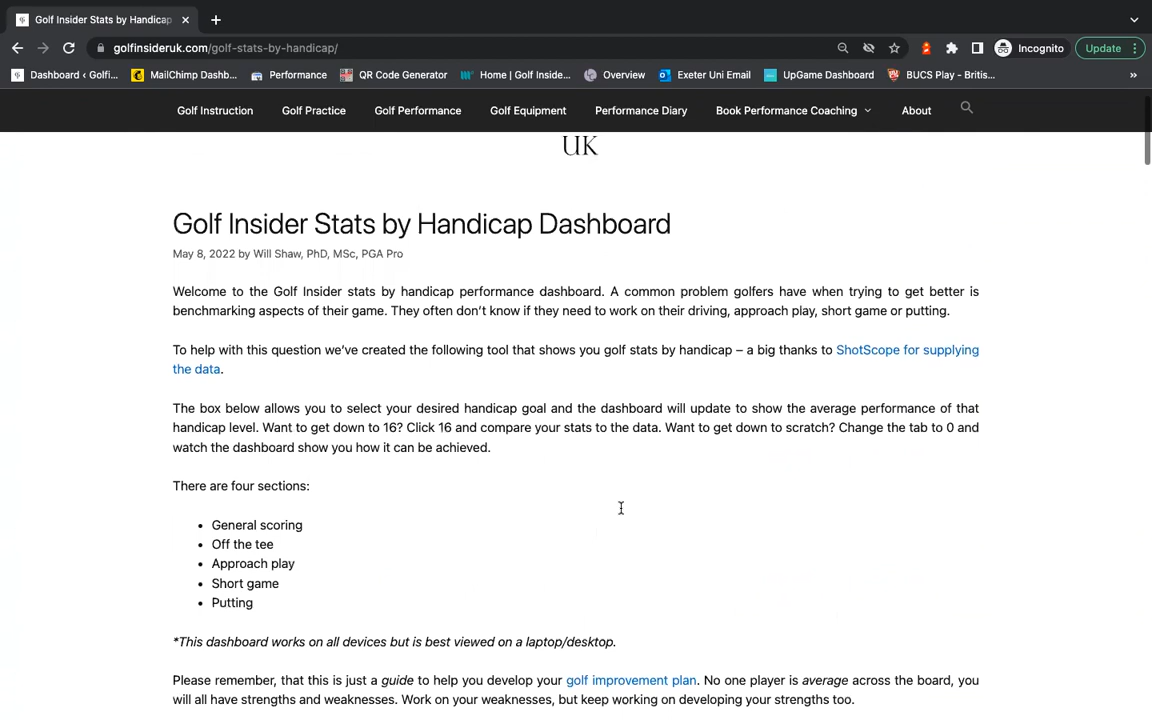 Golf Insider Stats by Handicap
golfinsideruk.com/golf-stats-by-handicap/
Incognito
Update
Dashboard ‹ Golfi...
MailChimp Dashb...
Performance
QR Code Generator
Home | Golf Inside...
Overview
Exeter Uni Email
UpGame Dashboard
BUCS Play - Britis...
»
Golf Instruction
Golf Practice
Golf Performance
Golf Equipment
Performance Diary
Book Performance Coaching
About
UK
Golf Insider Stats by Handicap Dashboard
May 8, 2022 by Will Shaw, PhD, MSc, PGA Pro
Welcome to the Golf Insider stats by handicap performance dashboard. A common problem golfers have when trying to get better is
benchmarking aspects of their game. They often don't know if they need to work on their driving, approach play, short game or putting.
To help with this question we've created the following tool that shows you golf stats by handicap – a big thanks to ShotScope for supplying
the data.
The box below allows you to select your desired handicap goal and the dashboard will update to show the average performance of that
handicap level. Want to get down to 16? Click 16 and compare your stats to the data. Want to get down to scratch? Change the tab to 0 and
watch the dashboard show you how it can be achieved.
There are four sections:
• General scoring
• Off the tee
• Approach play
• Short game
• Putting
*This dashboard works on all devices but is best viewed on a laptop/desktop.
Please remember, that this is just a guide to help you develop your golf improvement plan. No one player is average across the board, you
will all have strengths and weaknesses. Work on your weaknesses, but keep working on developing your strengths too.